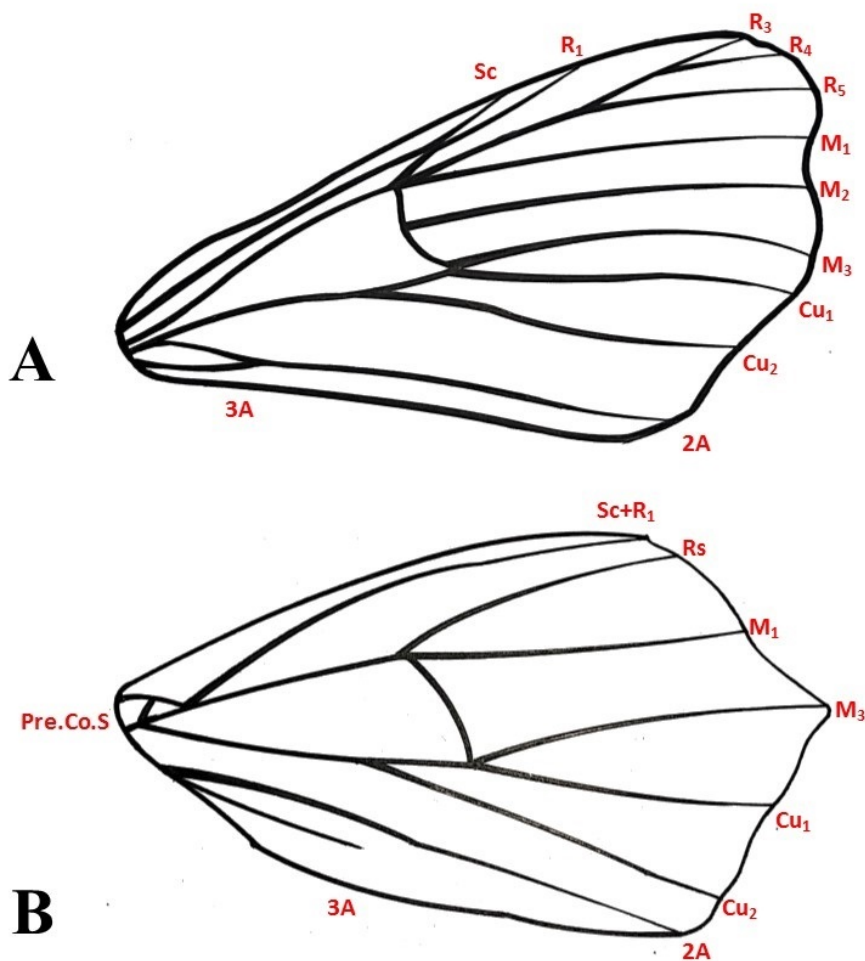 R₃
R₁
R₄
Sc
R₅
M₁
M₂
M₃
Cu₁
A
Cu₂
3A
2A
Sc+R₁
Rs
M₁
Pre.Co.S
M₃
Cu₁
B
3A
Cu₂
2A